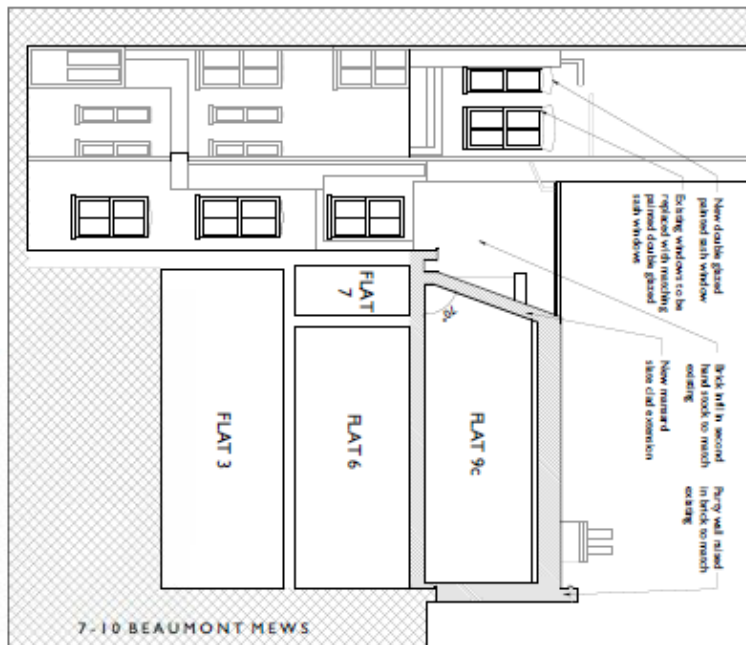 New double glazed
painted sash window
Existing windows to be
replaced with matching
painted double glazed
sash windows
Brick infil in second
hand stock to match
existing
New mansard
slate clad extension
Party wall raised
in brick to match
existing
FLAT
7
70°
FLAT 3
FLAT 6
FLAT 9c
7-10 BEAUMONT MEWS